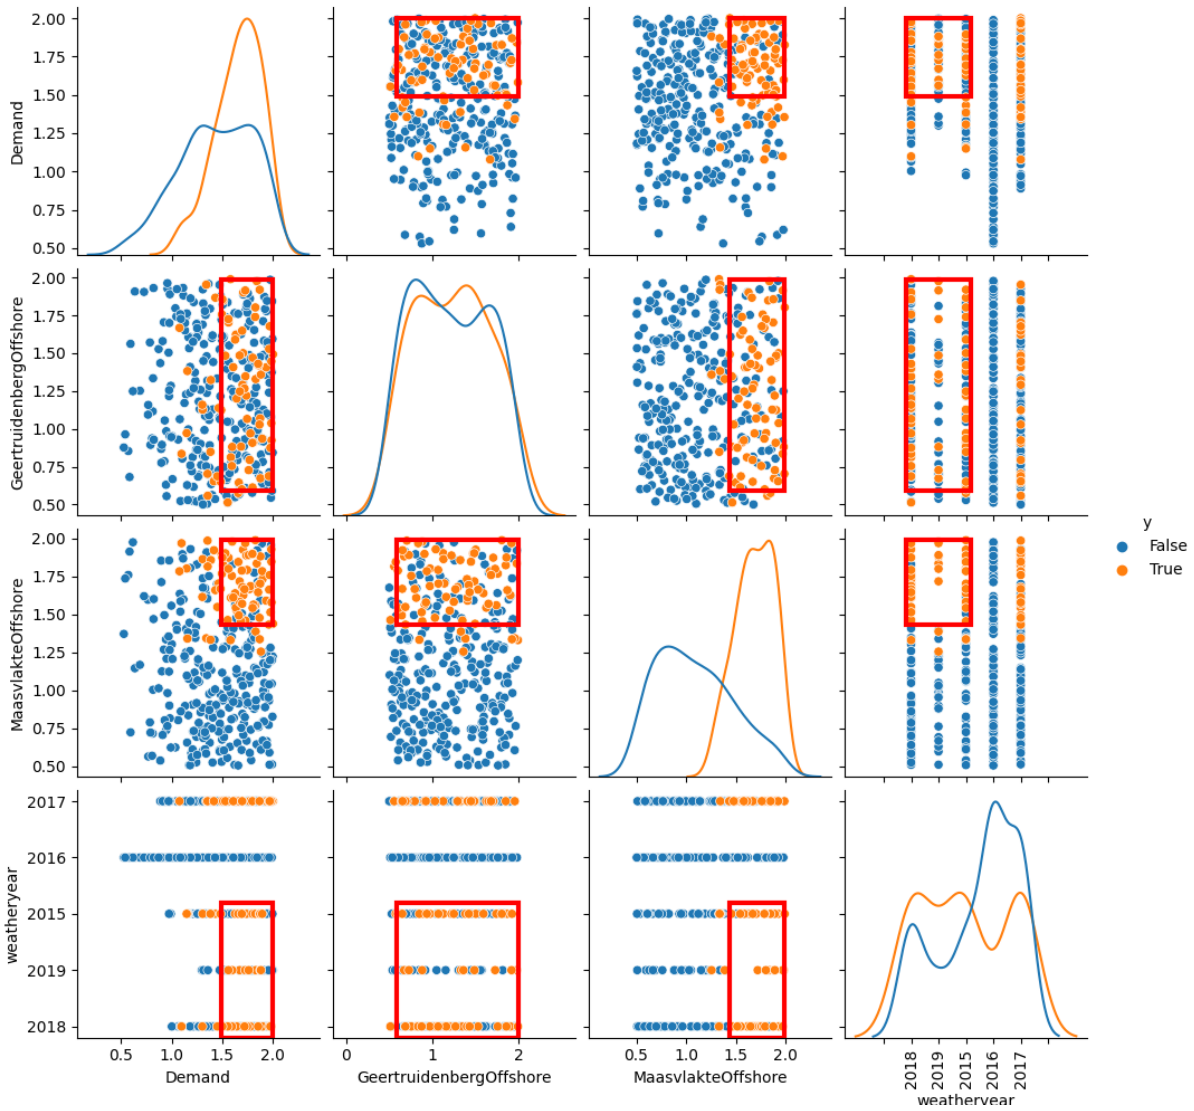 2.00
1.75
1.50
1.25
1.00
0.75
0.50
Demand
2.00
1.75
1.50
1.25
1.00
0.75
0.50
GeertruidenbergOffshore
y
False
True
2.00
1.75
1.50
1.25
1.00
0.75
0.50
MaasvlakteOffshore
2017
2016
2015
2019
2018
weatheryear
0.5 1.0 1.5 2.0
Demand
0 1 2
GeertruidenbergOffshore
0.5 1.0 1.5 2.0
MaasvlakteOffshore
2018 2019 2015 2016 2017
weatheryear